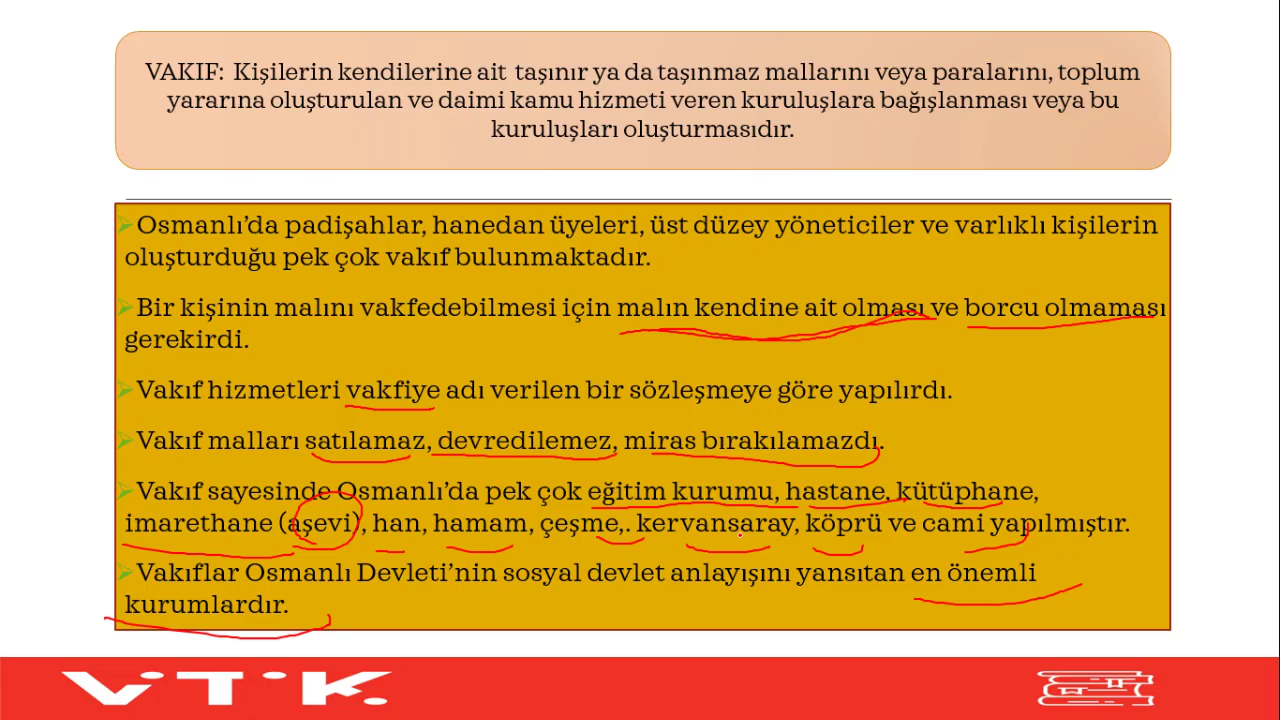 VAKIF: Kişilerin kendilerine ait taşınır ya da taşınmaz mallarını veya paralarını, toplum
yararına oluşturulan ve daimi kamu hizmeti veren kuruluşlara bağışlanması veya bu
kuruluşları oluşturmasıdır.
Osmanlı'da padişahlar, hanedan üyeleri, üst düzey yöneticiler ve varlıklı kişilerin
oluşturduğu pek çok vakıf bulunmaktadır.
Bir kişinin malını vakfedebilmesi için malın kendine ait olması ve borcu olmaması
gerekirdi.
Vakıf hizmetleri vakfiye adı verilen bir sözleşmeye göre yapılırdı.
Vakıf malları satılamaz, devredilemez, miras bırakılamazdı.
Vakıf sayesinde Osmanlı'da pek çok eğitim kurumu, hastane, kütüphane,
imarethane (aşevi), han, hamam, çeşme,. kervansaray, köprü ve cami yapılmıştır.
Vakıflar Osmanlı Devleti'nin sosyal devlet anlayışını yansıtan en önemli
kurumlardır.
VTK